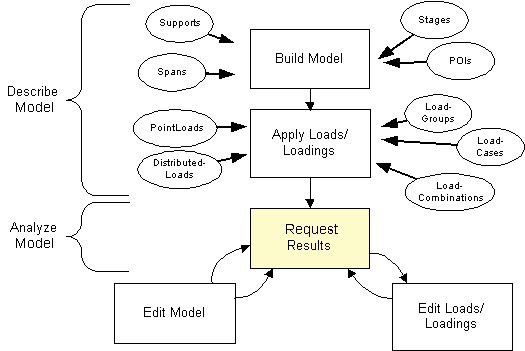 Supports
Stages
Spans
Build Model
POIs
Describe
Model
PointLoads
Apply Loads/
Loadings
Load-
Groups
Load-
Cases
Distributed-
Loads
Load-
Combinations
Analyze
Model
Request
Results
Edit Model
Edit Loads/
Loadings